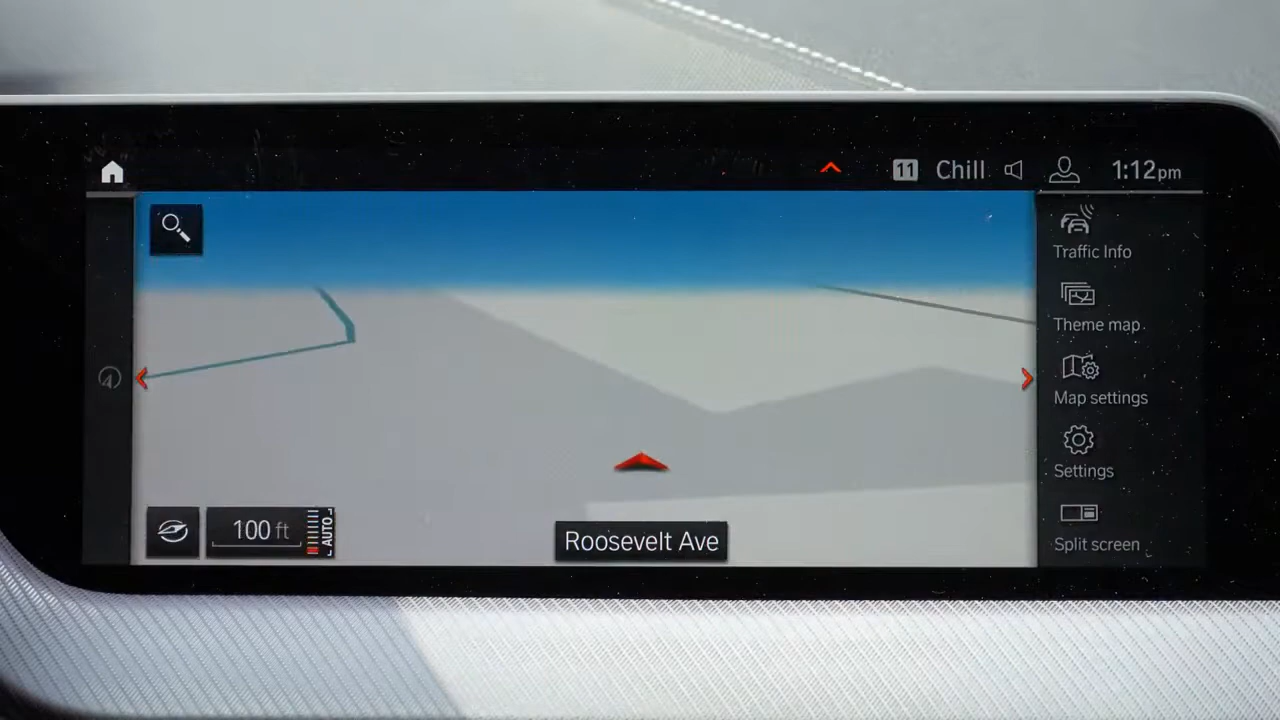 11 Chill 1:12pm
Traffic Info
Theme map
Map settings
Settings
Split screen
100 ft AUTO
Roosevelt Ave